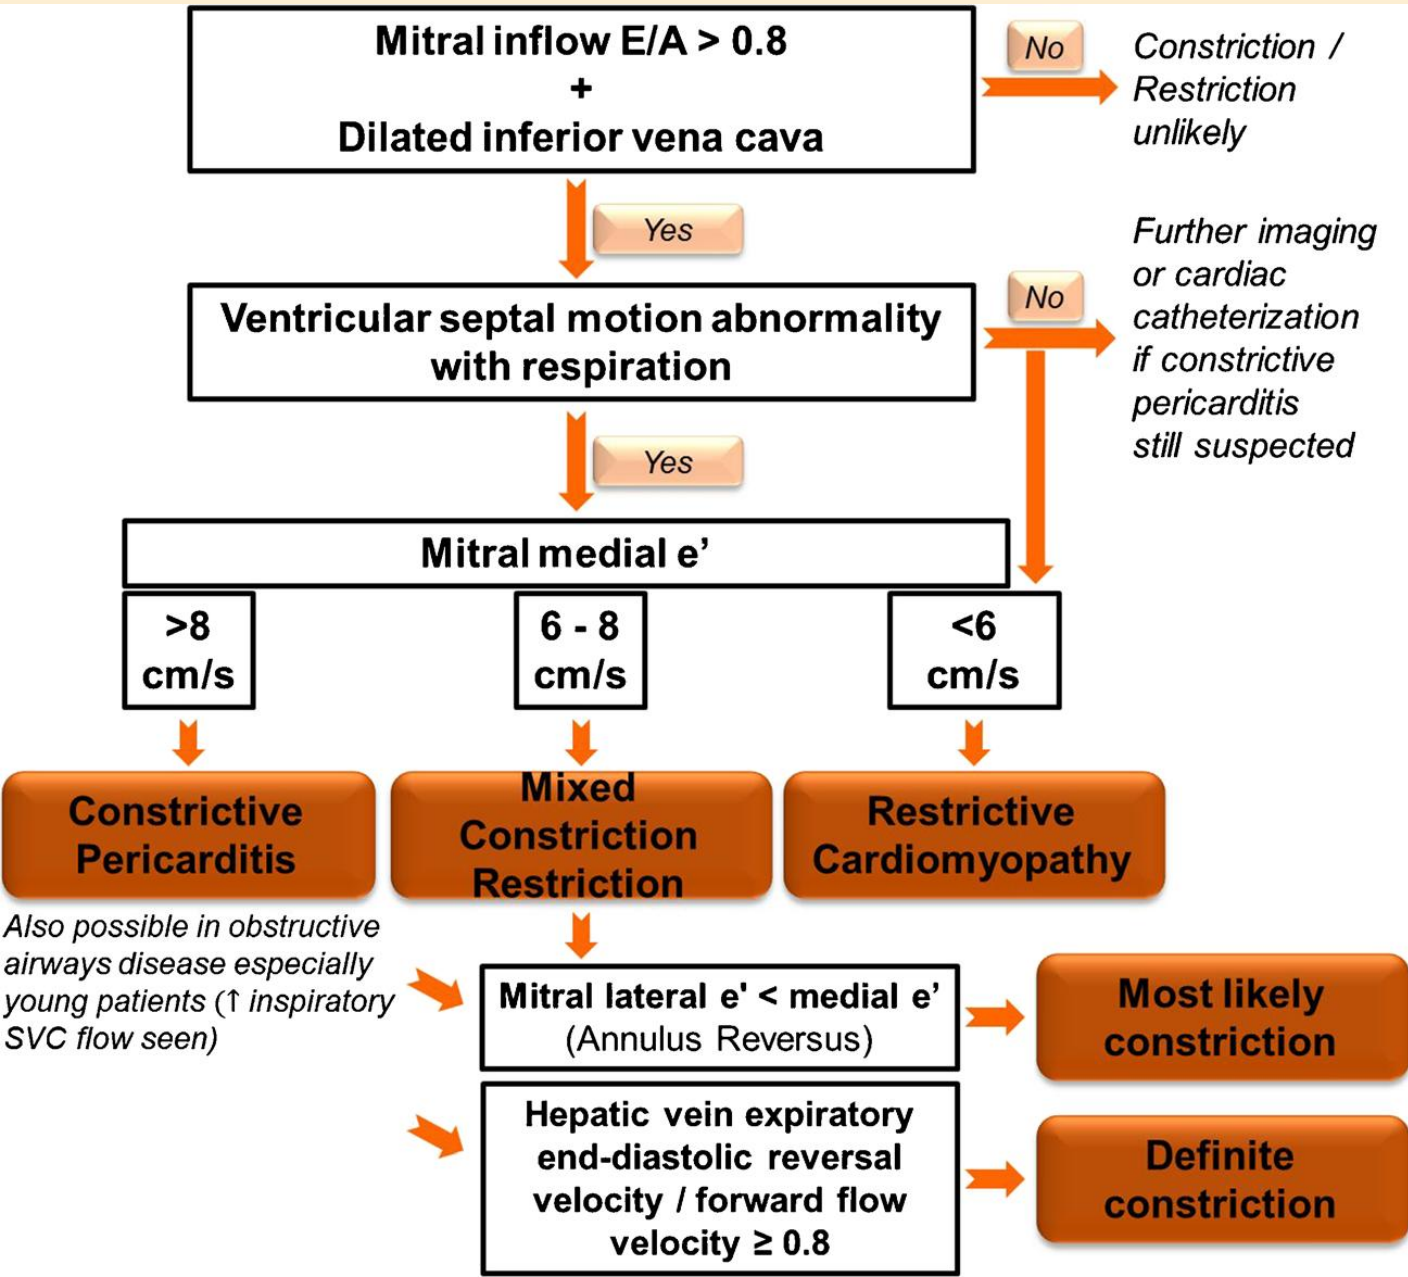 Mitral inflow E/A > 0.8
+
Dilated inferior vena cava
No
Constriction /
Restriction
unlikely
Yes
Ventricular septal motion abnormality
with respiration
No
Further imaging
or cardiac
catheterization
if constrictive
pericarditis
still suspected
Yes
Mitral medial e’
>8
cm/s
6 - 8
cm/s
<6
cm/s
Constrictive
Pericarditis
Mixed
Constriction
Restriction
Restrictive
Cardiomyopathy
Also possible in obstructive
airways disease especially
young patients (↑ inspiratory
SVC flow seen)
Mitral lateral e' < medial e’
(Annulus Reversus)
Most likely
constriction
Hepatic vein expiratory
end-diastolic reversal
velocity / forward flow
velocity ≥ 0.8
Definite
constriction